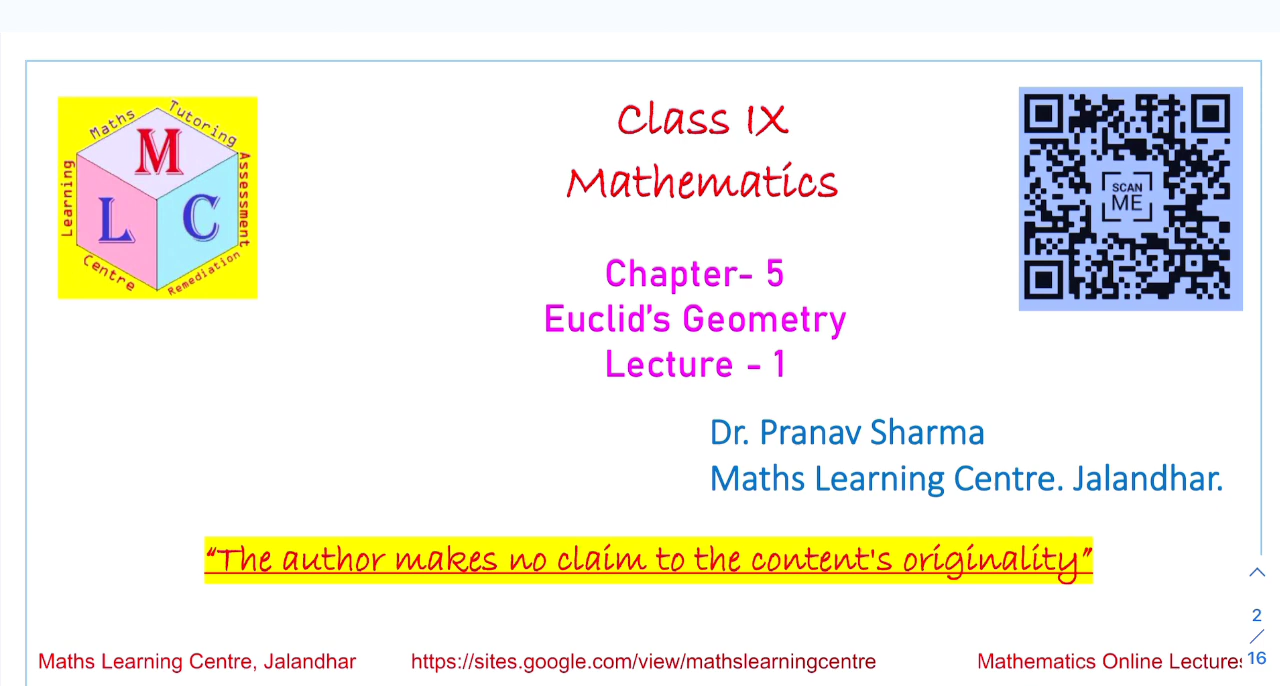 Maths Tutoring
Assessment
Remediation
Centre
Learning
M
L C
Class IX
Mathematics
SCAN
ME
Chapter- 5
Euclid’s Geometry
Lecture - 1
Dr. Pranav Sharma
Maths Learning Centre. Jalandhar.
“The author makes no claim to the content's originality”
Maths Learning Centre, Jalandhar https://sites.google.com/view/mathslearningcentre Mathematics Online Lectures
2
/
16